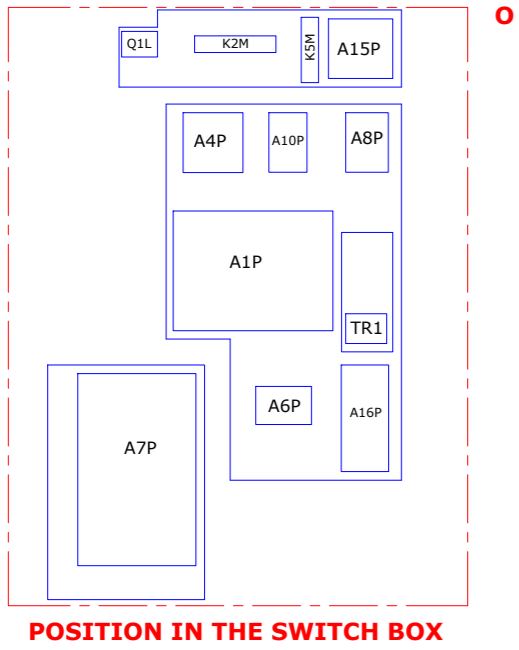 O
Q1L
K2M
K5M
A15P
A4P
A10P
A8P
A1P
TR1
A6P
A16P
A7P
POSITION IN THE SWITCH BOX